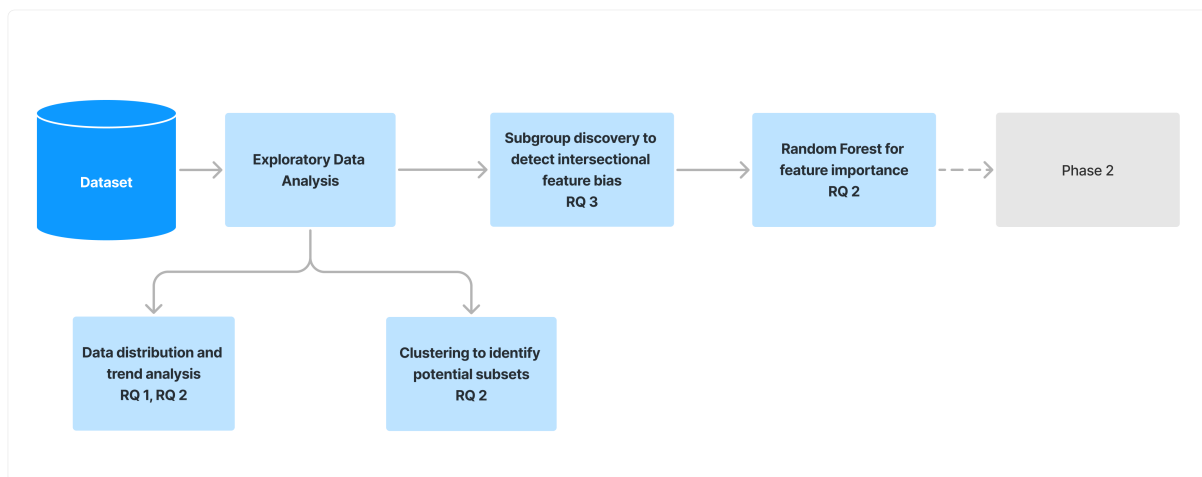 Dataset
Exploratory Data
Analysis
Subgroup discovery to
detect intersectional
feature bias
RQ 3
Random Forest for
feature importance
RQ 2
Phase 2
Data distribution and
trend analysis
RQ 1, RQ 2
Clustering to identify
potential subsets
RQ 2